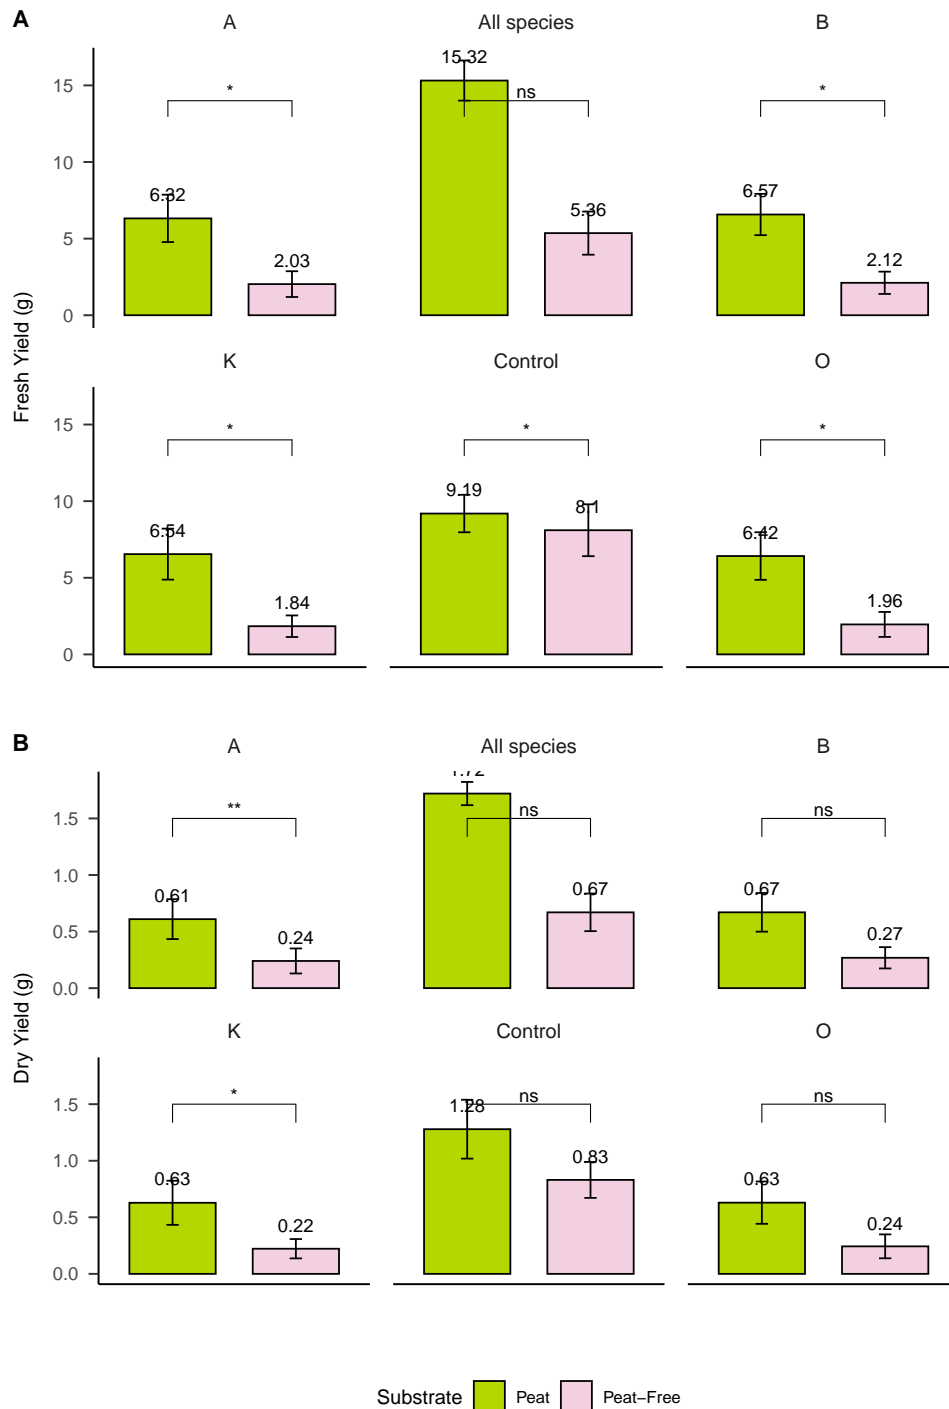 A
A
All species
B
Fresh Yield (g)
15
10
5
0
*
ns
*
6.32
2.03
15.32
5.36
6.57
2.12
K
Control
O
15
10
5
0
*
*
*
6.54
1.84
9.19
8.1
6.42
1.96
B
A
All species
B
Dry Yield (g)
1.5
1.0
0.5
0.0
**
ns
ns
0.61
0.24
1.72
0.67
0.67
0.27
K
Control
O
1.5
1.0
0.5
0.0
*
ns
ns
0.63
0.22
1.28
0.83
0.63
0.24
Substrate Peat Peat-Free